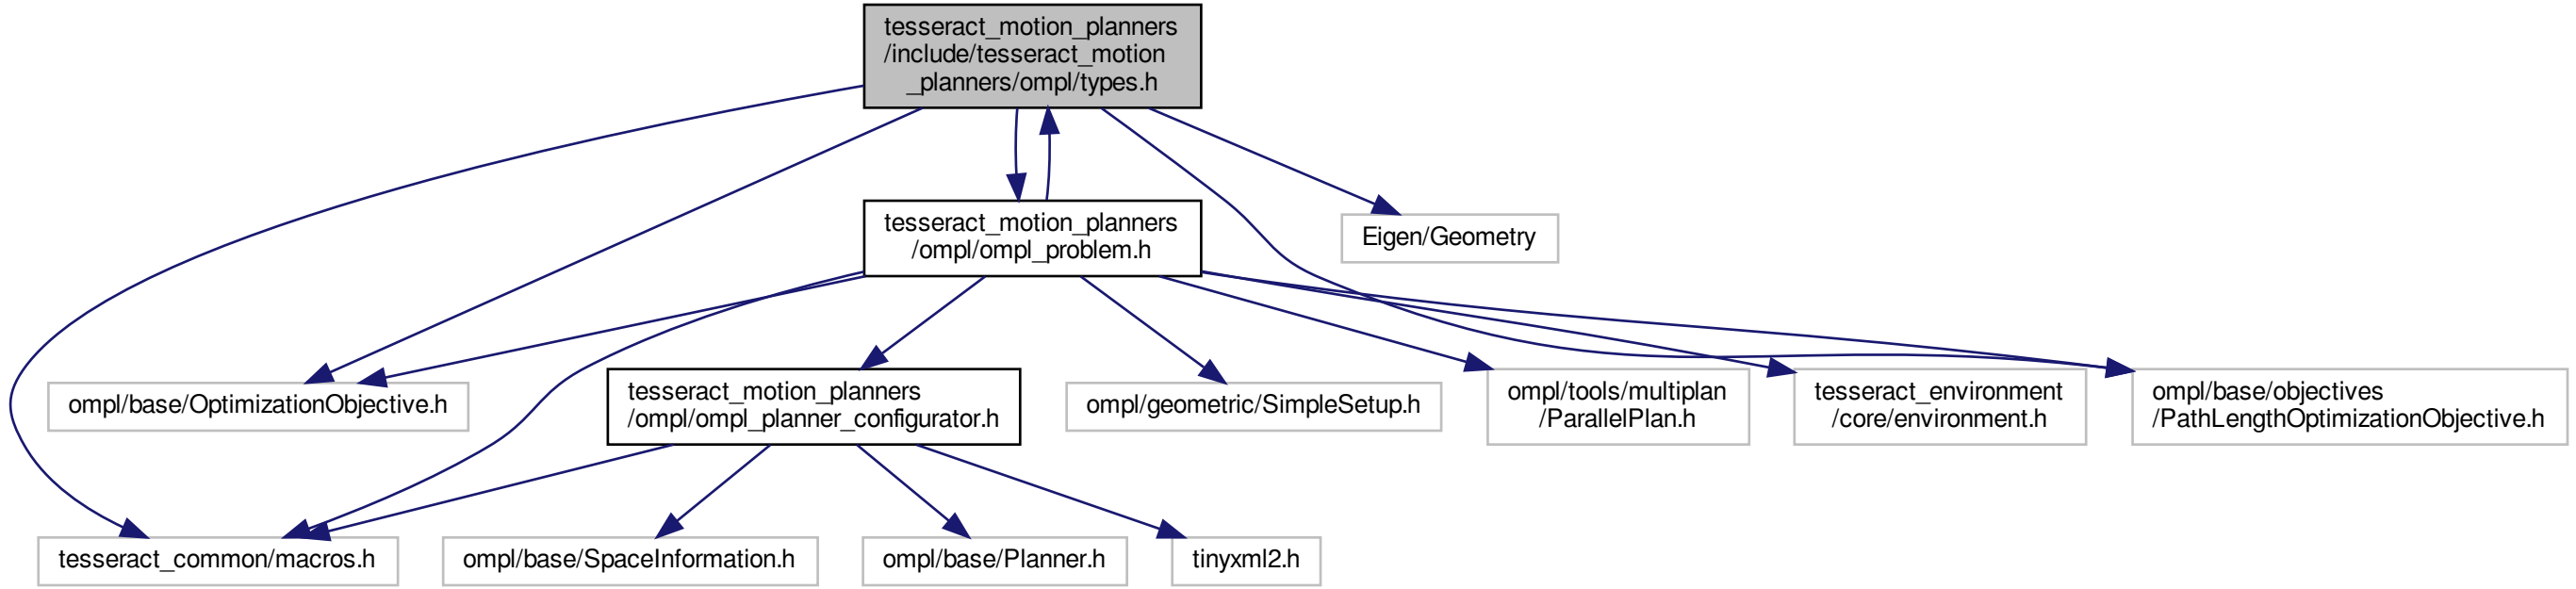 tesseract_motion_planners
/include/tesseract_motion
_planners/ompl/types.h
tesseract_motion_planners
/ompl/ompl_problem.h
Eigen/Geometry
ompl/base/OptimizationObjective.h
tesseract_motion_planners
/ompl/ompl_planner_configurator.h
ompl/geometric/SimpleSetup.h
ompl/tools/multiplan
/ParallelPlan.h
tesseract_environment
/core/environment.h
ompl/base/objectives
/PathLengthOptimizationObjective.h
tesseract_common/macros.h
ompl/base/SpaceInformation.h
ompl/base/Planner.h
tinyxml2.h